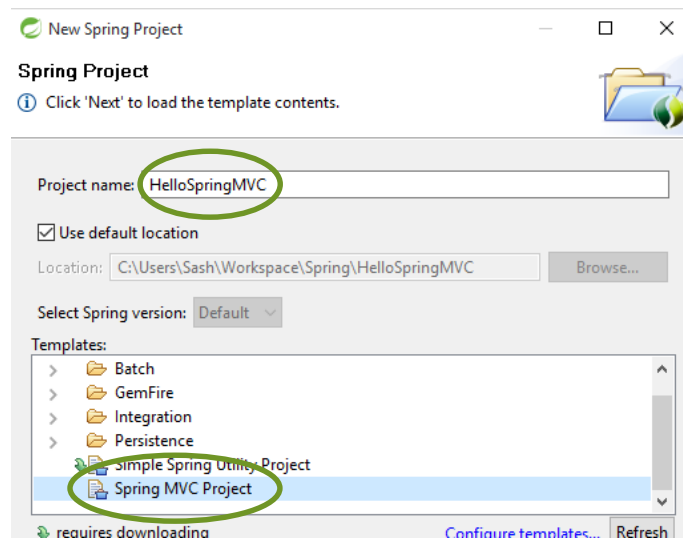 New Spring Project
Spring Project
Click 'Next' to load the template contents.
Project name: HelloSpringMVC
Use default location
Location: C:\Users\Sash\Workspace\Spring\HelloSpringMVC Browse...
Select Spring version: Default
Templates:
Batch
GemFire
Integration
Persistence
Simple Spring Utility Project
Spring MVC Project
requires downloading Configure templates... Refresh